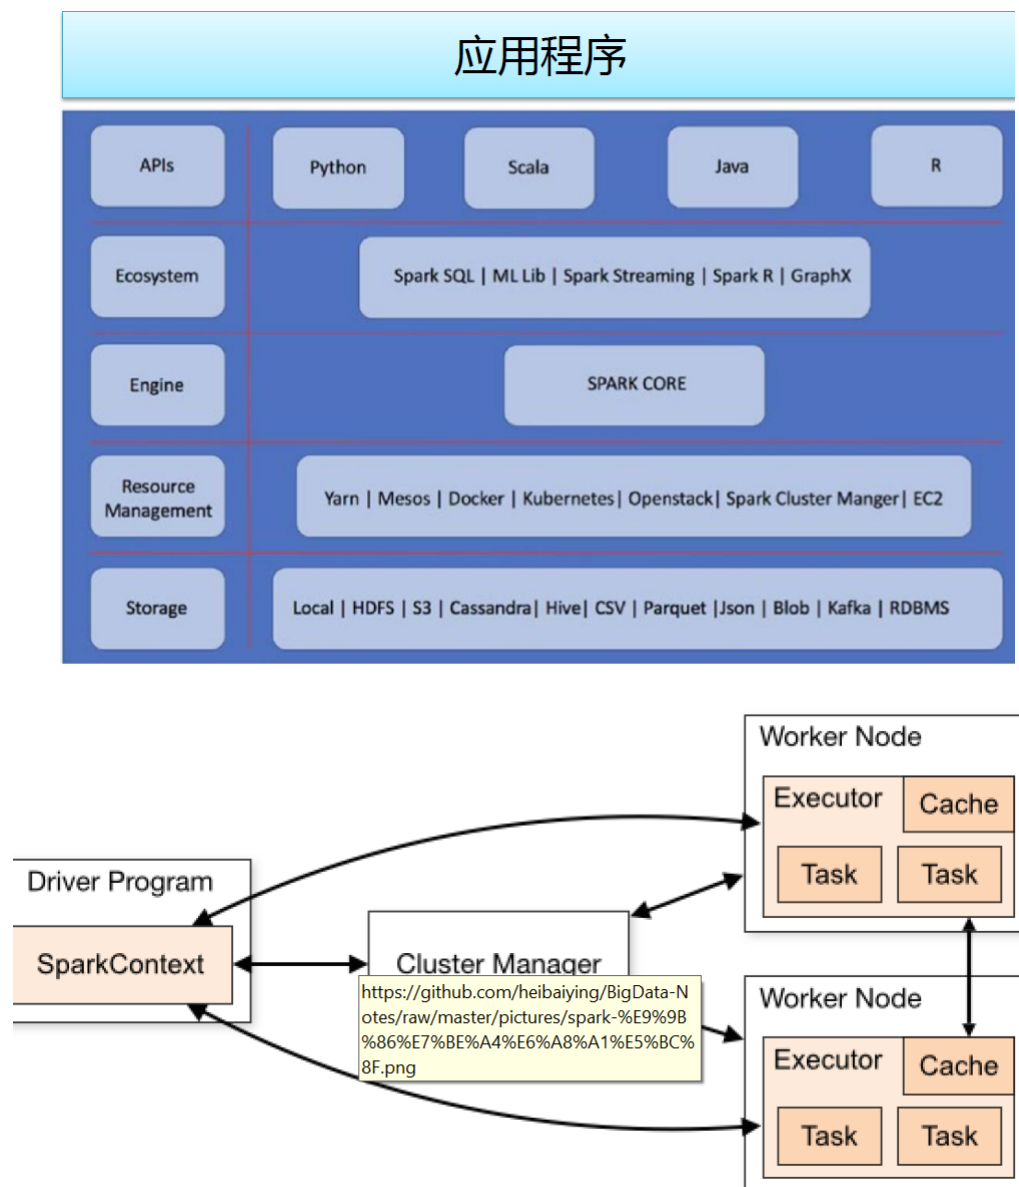 应用程序
APIs
Python
Scala
Java
R
Ecosystem
Spark SQL | ML Lib | Spark Streaming | Spark R | GraphX
Engine
SPARK CORE
Resource
Management
Yarn | Mesos | Docker | Kubernetes| Openstack| Spark Cluster Manger| EC2
Storage
Local | HDFS | S3 | Cassandra| Hive| CSV | Parquet |Json | Blob | Kafka | RDBMS
Worker Node
Executor
Cache
Task
Task
Driver Program
SparkContext
Cluster Manager
https://github.com/heibaiying/BigData-N
otes/raw/master/pictures/spark-%E9%9B
%86%E7%BE%A4%E6%A8%A1%E5%BC%
8F.png
Worker Node
Executor
Cache
Task
Task